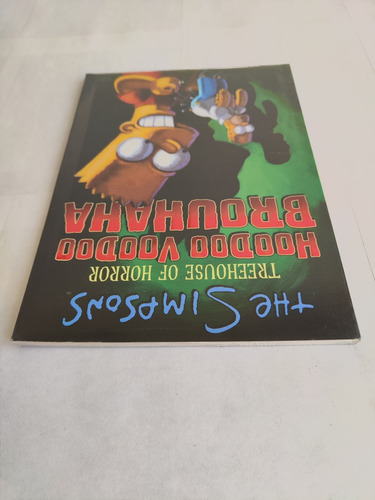 THE SIMPSONS
TREEHOUSE OF HORROR
HOODOO VOODOO
BROUHAHA